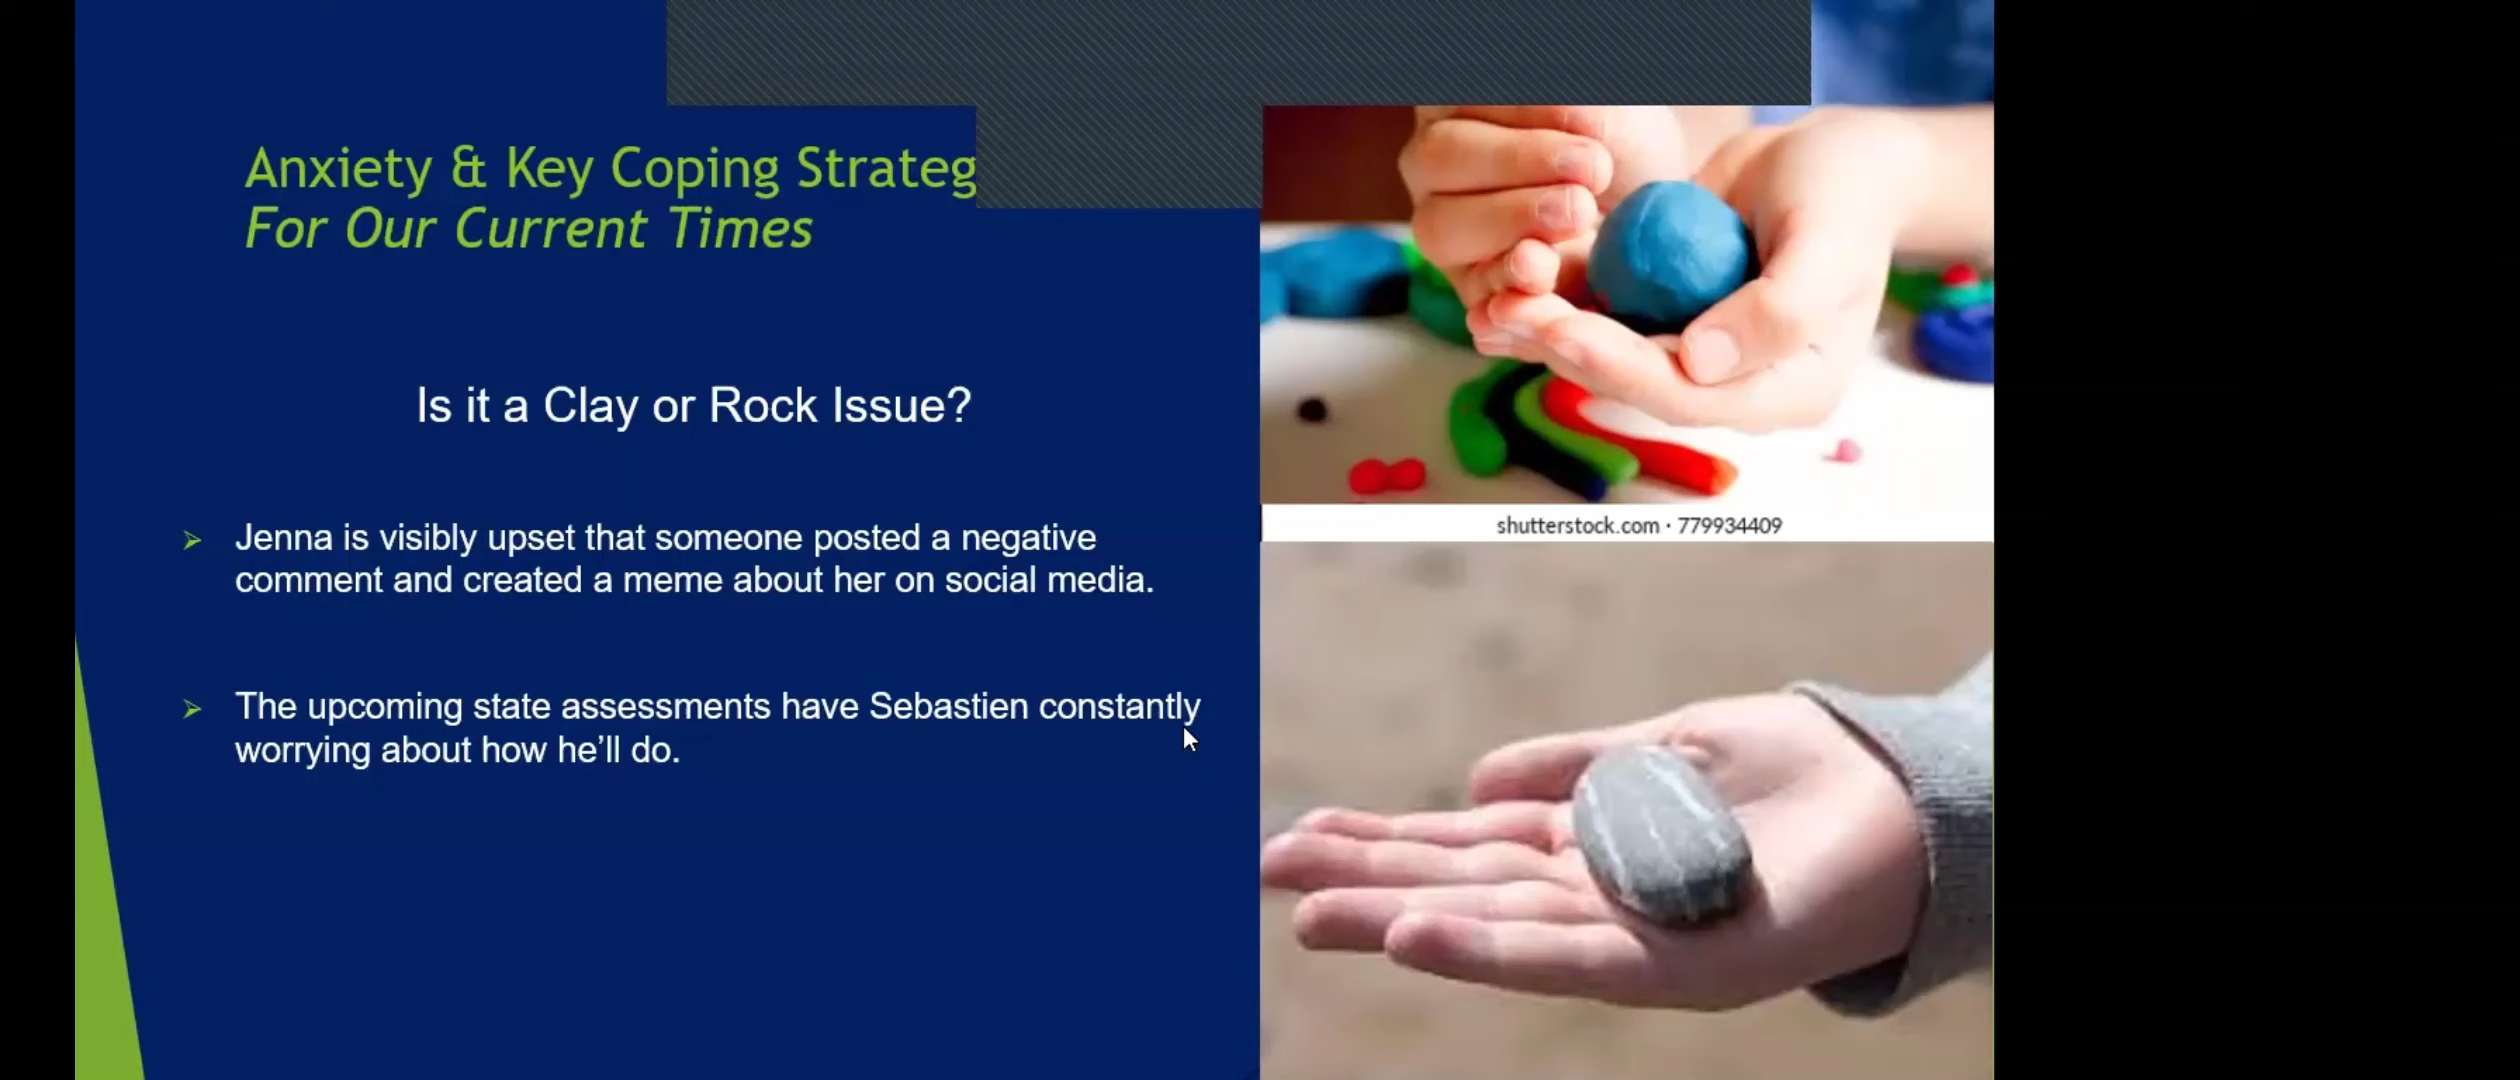 Anxiety & Key Coping Strateg
For Our Current Times
Is it a Clay or Rock Issue?
➢ Jenna is visibly upset that someone posted a negative
comment and created a meme about her on social media.
➢ The upcoming state assessments have Sebastien constantly
worrying about how he’ll do.
shutterstock.com · 779934409